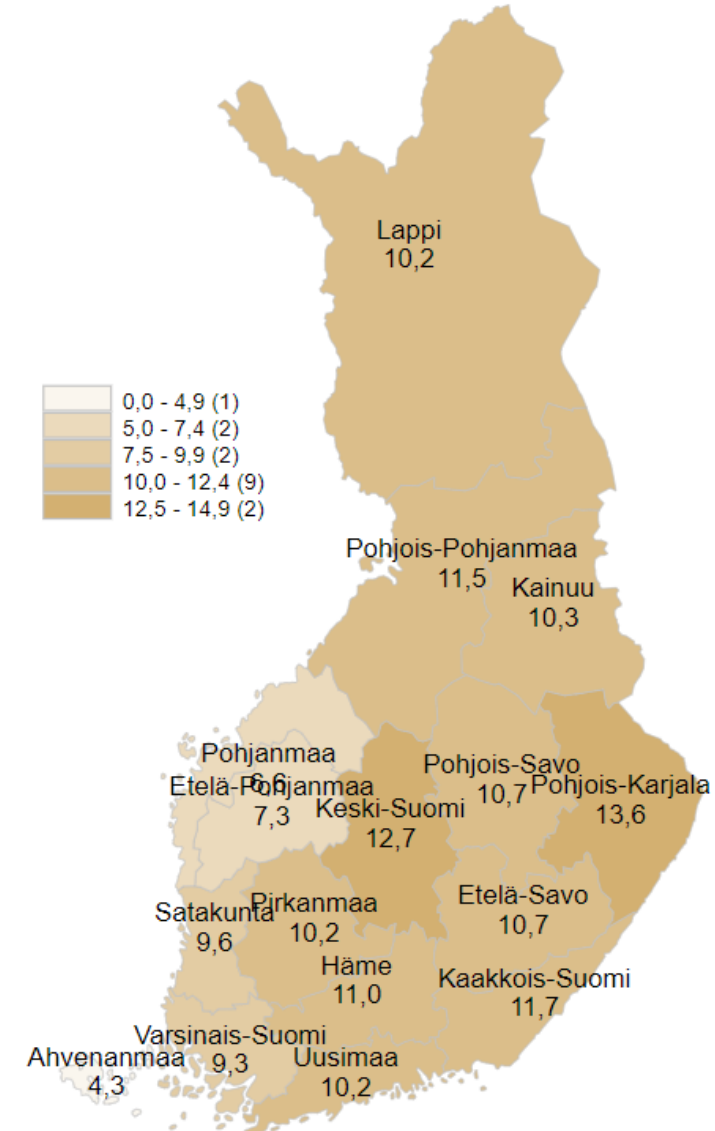 Lappi
10,2
0,0 - 4,9 (1)
5,0 - 7,4 (2)
7,5 - 9,9 (2)
10,0 - 12,4 (9)
12,5 - 14,9 (2)
Pohjois-Pohjanmaa
11,5
Kainuu
10,3
Pohjanmaa
6,6
Etelä-Pohjanmaa
7,3
Keski-Suomi
12,7
Pohjois-Savo
10,7
Pohjois-Karjala
13,6
Satakunta
9,6
Pirkanmaa
10,2
Etelä-Savo
10,7
Häme
11,0
Kaakkois-Suomi
11,7
Varsinais-Suomi
9,3
Ahvenanmaa
4,3
Uusimaa
10,2